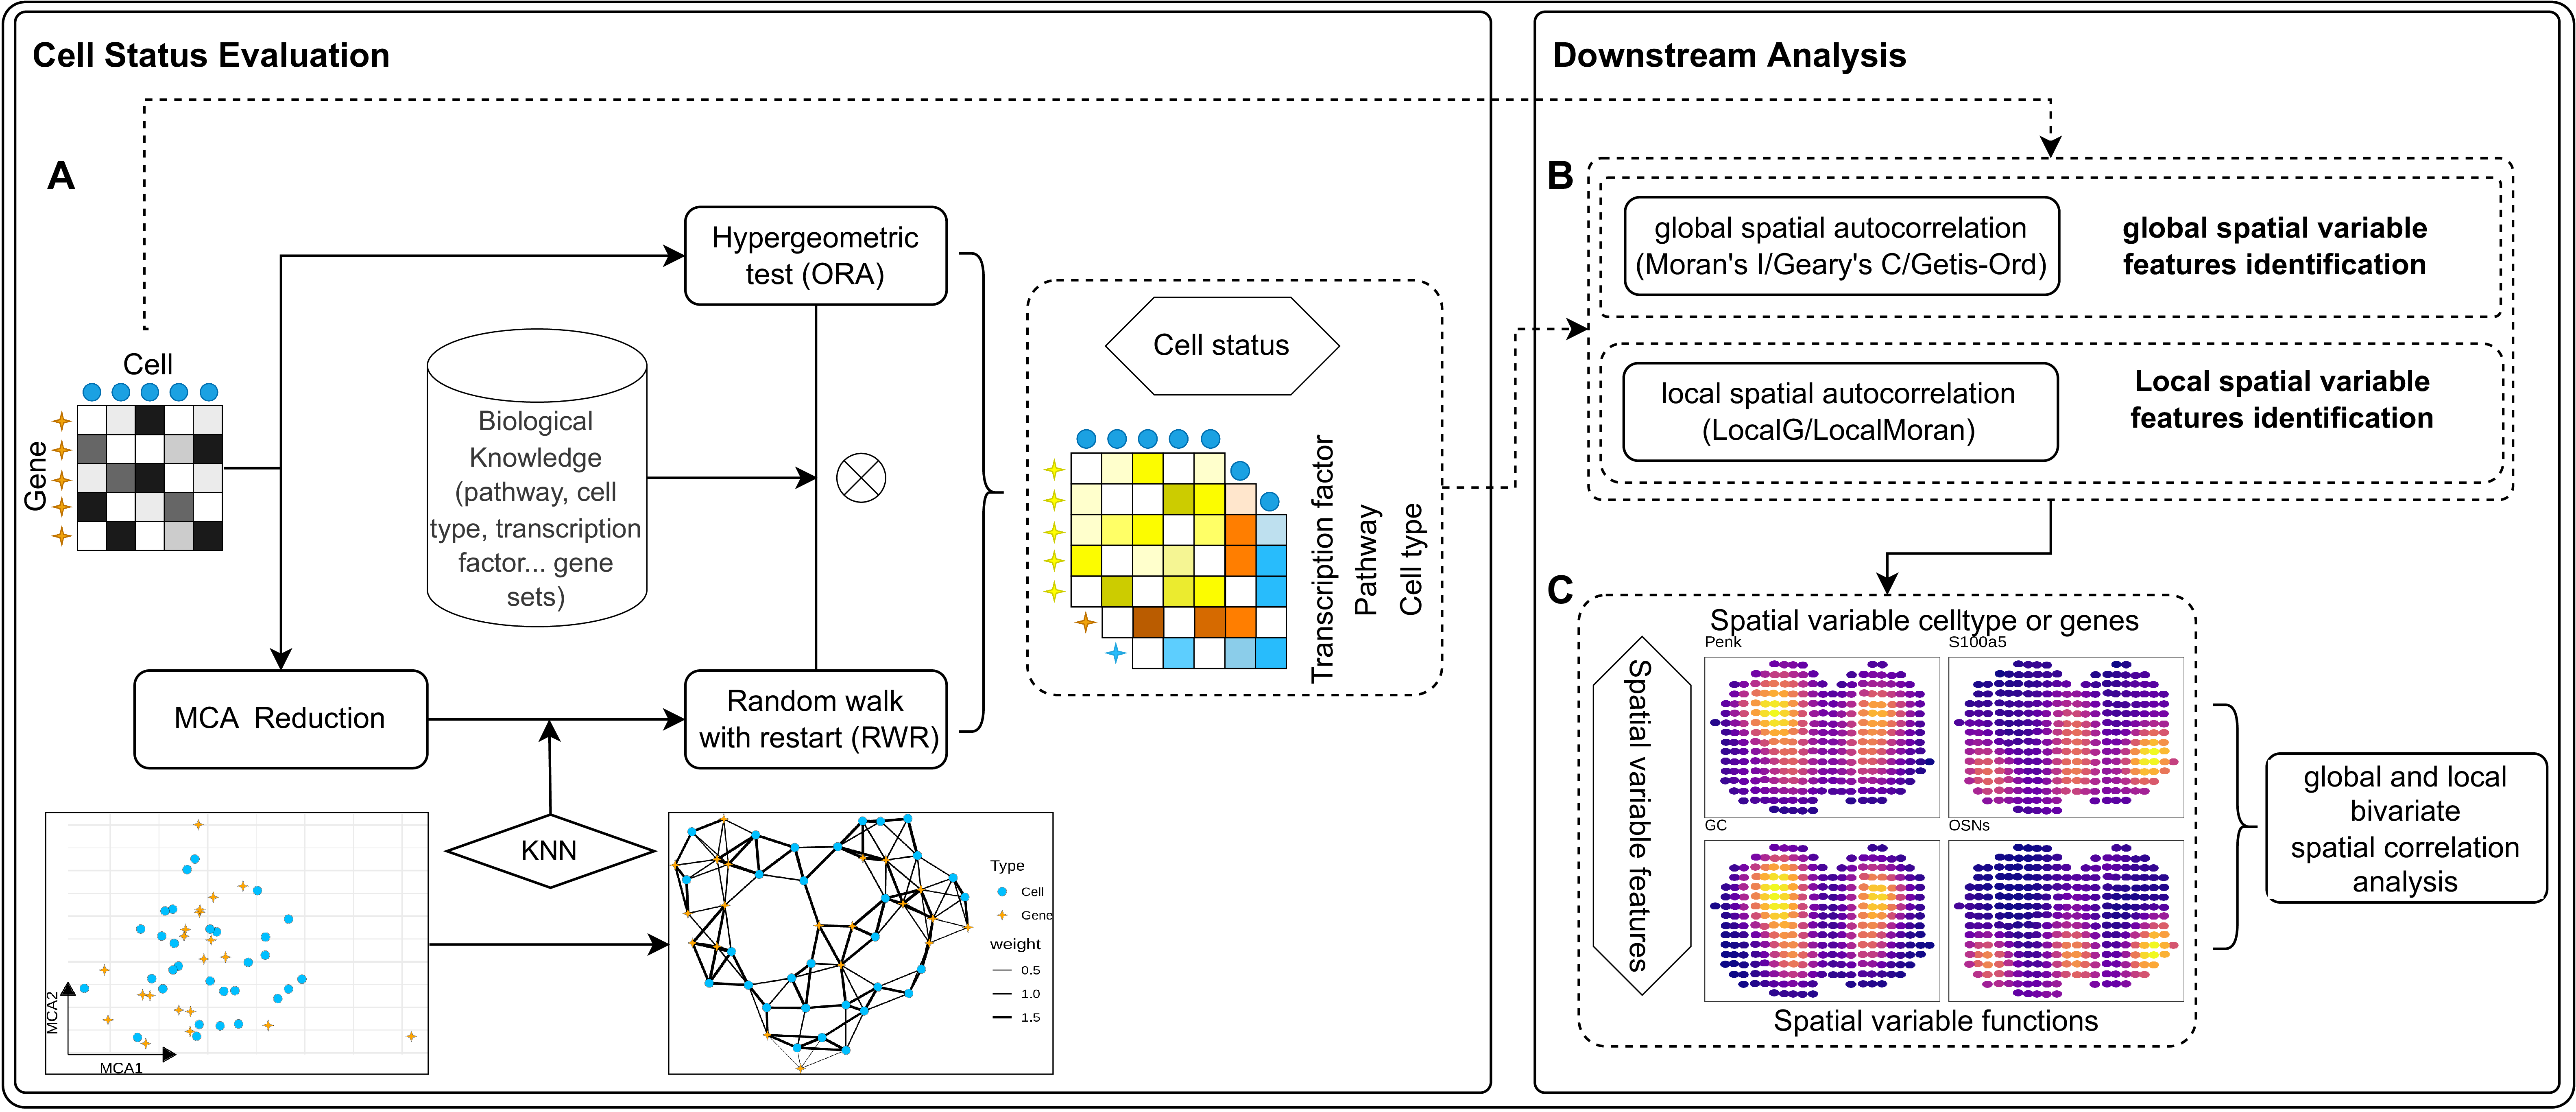 Cell Status Evaluation
A
Hypergeometric
test (ORA)
Cell
Gene
Biological
Knowledge
(pathway, cell
type, transcription
factor... gene
sets)
Cell status
Transcription factor
Pathway
Cell type
MCA  Reduction
Random walk
with restart (RWR)
KNN
MCA2
MCA1
Type
Cell
Gene
weight
0.5
1.0
1.5
Downstream Analysis
B
global spatial autocorrelation
(Moran's I/Geary's C/Getis-Ord)
global spatial variable
features identification
local spatial autocorrelation
(LocalG/LocalMoran)
Local spatial variable
features identification
C
Spatial variable celltype or genes
Spatial variable features
Penk
S100a5
GC
OSNs
Spatial variable functions
global and local
bivariate
spatial correlation
analysis